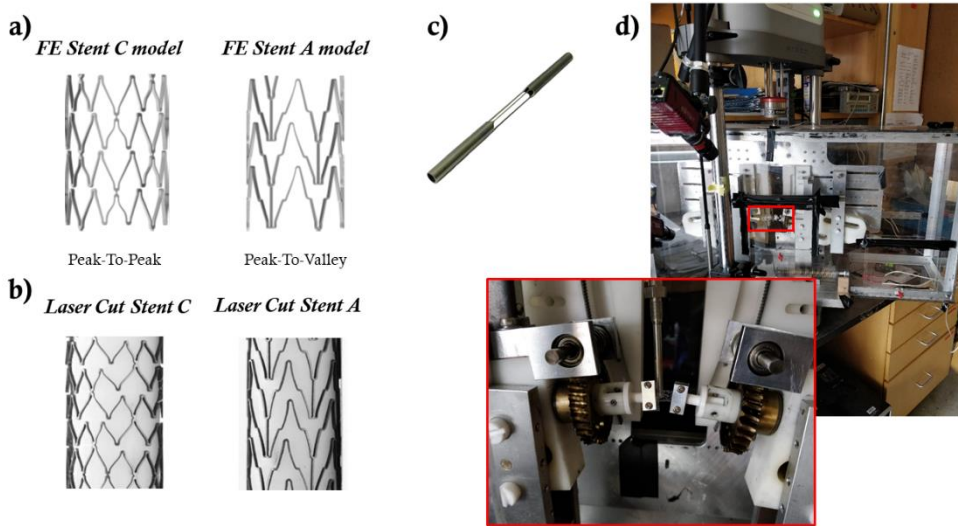 a)
FE Stent C model
FE Stent A model
c)
d)
Peak-To-Peak
Peak-To-Valley
b)
Laser Cut Stent C
Laser Cut Stent A